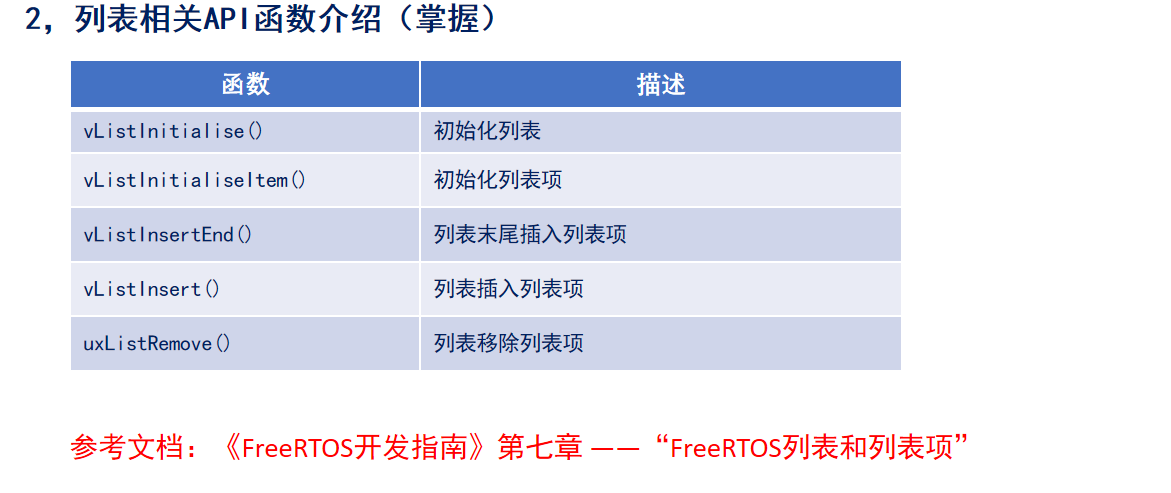 2，列表相关API函数介绍（掌握）
函数 描述
vListInitialise() 初始化列表
vListInitialiseItem() 初始化列表项
vListInsertEnd() 列表末尾插入列表项
vListInsert() 列表插入列表项
uxListRemove() 列表移除列表项
参考文档：《FreeRTOS开发指南》第七章 ——“FreeRTOS列表和列表项”